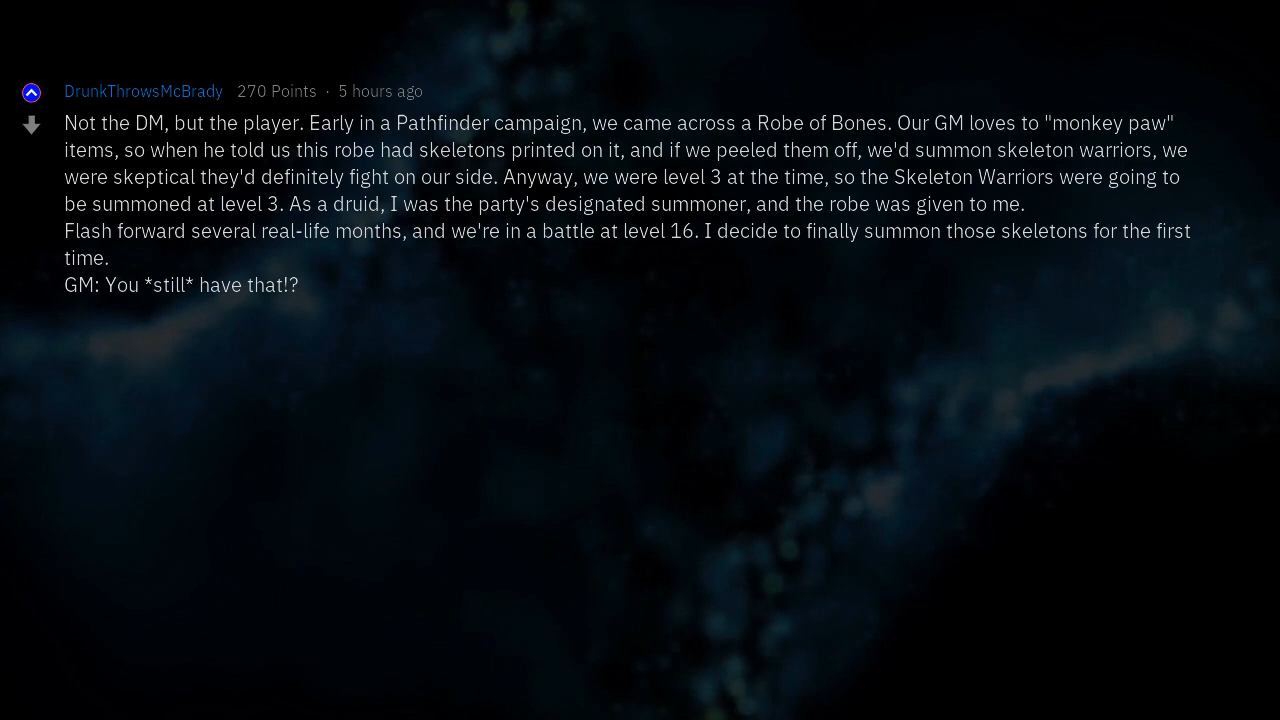 DrunkThrowsMcBrady 270 Points · 5 hours ago
Not the DM, but the player. Early in a Pathfinder campaign, we came across a Robe of Bones. Our GM loves to "monkey paw"
items, so when he told us this robe had skeletons printed on it, and if we peeled them off, we'd summon skeleton warriors, we
were skeptical they'd definitely fight on our side. Anyway, we were level 3 at the time, so the Skeleton Warriors were going to
be summoned at level 3. As a druid, I was the party's designated summoner, and the robe was given to me.
Flash forward several real-life months, and we're in a battle at level 16. I decide to finally summon those skeletons for the first
time.
GM: You *still* have that!?